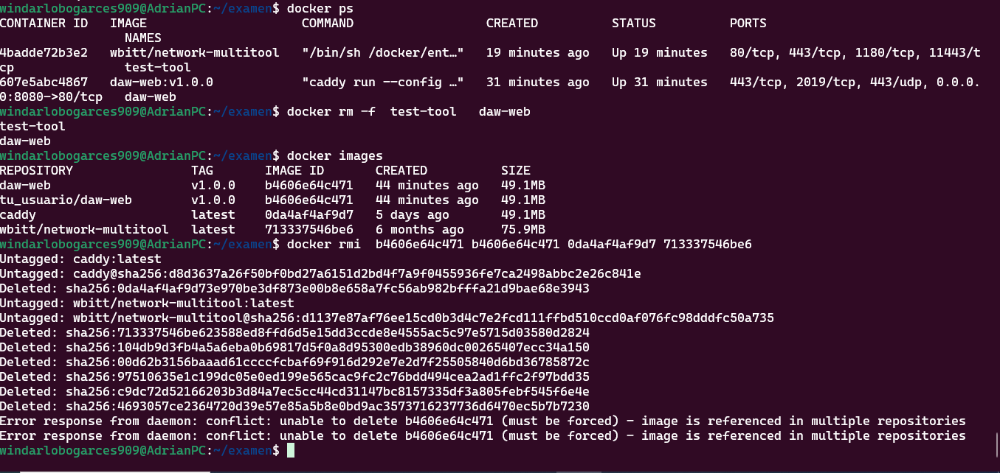 windarlobogarces909@AdrianPC:~/examen$ docker ps
CONTAINER ID   IMAGE                     COMMAND                  CREATED          STATUS          PORTS
                 NAMES
4badde72b3e2   wbitt/network-multitool   "/bin/sh /docker/ent…"   19 minutes ago   Up 19 minutes   80/tcp, 443/tcp, 1180/tcp, 11443/t
cp               test-tool
607e5abc4867   daw-web:v1.0.0            "caddy run --config …"   31 minutes ago   Up 31 minutes   443/tcp, 2019/tcp, 443/udp, 0.0.0.
0:8080->80/tcp   daw-web
windarlobogarces909@AdrianPC:~/examen$ docker rm -f  test-tool   daw-web
test-tool
daw-web
windarlobogarces909@AdrianPC:~/examen$ docker images
REPOSITORY                TAG       IMAGE ID       CREATED          SIZE
daw-web                   v1.0.0    b4606e64c471   44 minutes ago   49.1MB
tu_usuario/daw-web        v1.0.0    b4606e64c471   44 minutes ago   49.1MB
caddy                     latest    0da4af4af9d7   5 days ago       49.1MB
wbitt/network-multitool   latest    713337546be6   6 months ago     75.9MB
windarlobogarces909@AdrianPC:~/examen$ docker rmi  b4606e64c471 b4606e64c471 0da4af4af9d7 713337546be6
Untagged: caddy:latest
Untagged: caddy@sha256:d8d3637a26f50bf0bd27a6151d2bd4f7a9f0455936fe7ca2498abbc2e26c841e
Deleted: sha256:0da4af4af9d73e970be3df873e00b8e658a7fc56ab982bfffa21d9bae68e3943
Untagged: wbitt/network-multitool:latest
Untagged: wbitt/network-multitool@sha256:d1137e87af76ee15cd0b3d4c7e2fcd111ffbd510ccd0af076fc98dddfc50a735
Deleted: sha256:713337546be623588ed8ffd6d5e15dd3ccde8e4555ac5c97e5715d03580d2824
Deleted: sha256:104db9d3fb4a5a6eba0b69817d5f0a8d95300edb38960dc00265407ecc34a150
Deleted: sha256:00d62b3156baaad61ccccfcbaf69f916d292e7e2d7f25505840d6bd36785872c
Deleted: sha256:97510635e1c199dc05e0ed199e565cac9fc2c76bdd494cea2ad1ffc2f97bdd35
Deleted: sha256:c9dc72d52166203b3d84a7ec5cc44cd31147bc8157335df3a805febf545f6e4e
Deleted: sha256:4693057ce2364720d39e57e85a5b8e0bd9ac3573716237736d6470ec5b7b7230
Error response from daemon: conflict: unable to delete b4606e64c471 (must be forced) - image is referenced in multiple repositories
Error response from daemon: conflict: unable to delete b4606e64c471 (must be forced) - image is referenced in multiple repositories
windarlobogarces909@AdrianPC:~/examen$